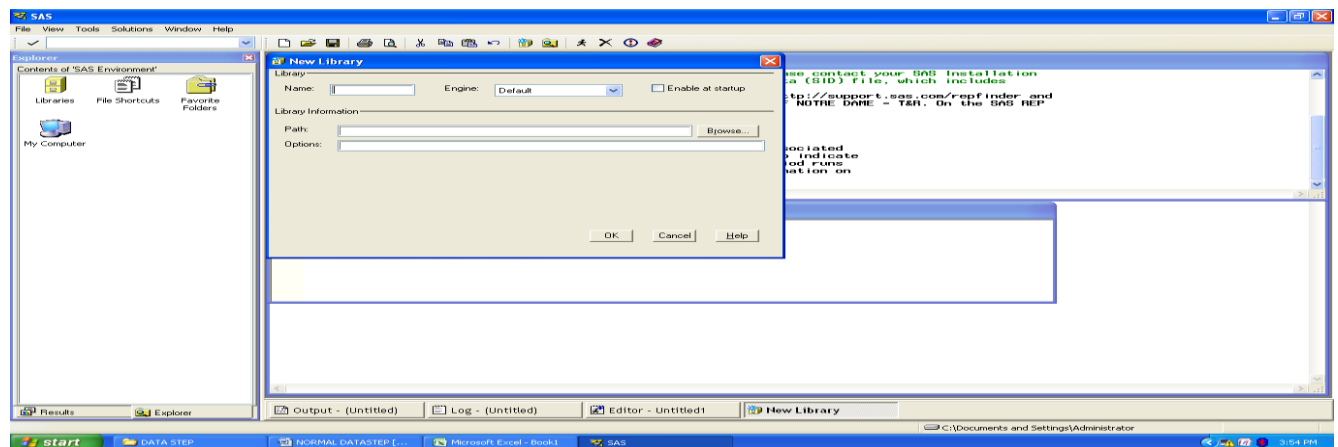 SAS
File View Tools Solutions Window Help
Explorer
Contents of 'SAS Environment'
Libraries
File Shortcuts
Favorite Folders
My Computer
New Library
Library
Name:
Engine:
Default
Enable at startup
Library Information
Path:
Browse...
Options:
OK
Cancel
Help
ase contact your SAS Installation
ta (SID) file, which includes
tp://support.sas.com/repfinder and
NOTRE DAME - T&R. On the SAS REP
ociated
o indicate
iod runs
mation on
Results
Explorer
Output - (Untitled)
Log - (Untitled)
Editor - Untitled1
New Library
C:\Documents and Settings\Administrator
start
DATA STEP
NORMAL DATASTEP [...
Microsoft Excel - Book1
SAS
3:54 PM